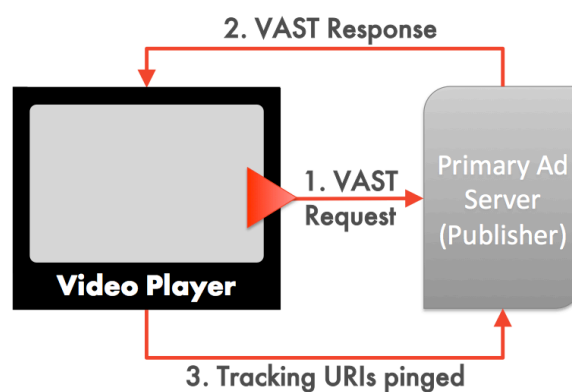 2. VAST Response
1. VAST
Request
Primary Ad
Server
(Publisher)
Video Player
3. Tracking URIs pinged